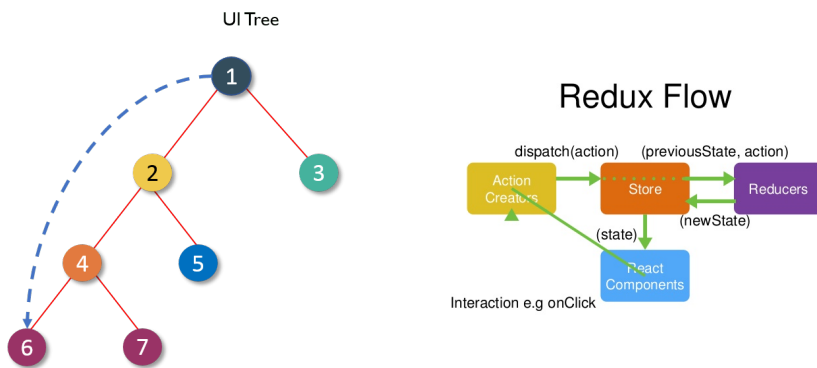 UI Tree
1
2
3
4
5
6
7
Redux Flow
dispatch(action)
(previousState, action)
Action
Creators
Store
Reducers
(newState)
(state)
React
Components
Interaction e.g onClick